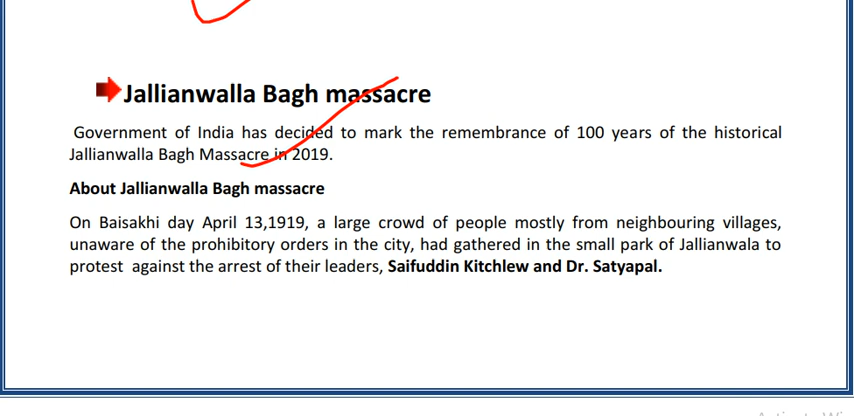 Jallianwalla Bagh massacre
Government of India has decided to mark the remembrance of 100 years of the historical
Jallianwalla Bagh Massacre in 2019.
About Jallianwalla Bagh massacre
On Baisakhi day April 13,1919, a large crowd of people mostly from neighbouring villages,
unaware of the prohibitory orders in the city, had gathered in the small park of Jallianwala to
protest against the arrest of their leaders, Saifuddin Kitchlew and Dr. Satyapal.